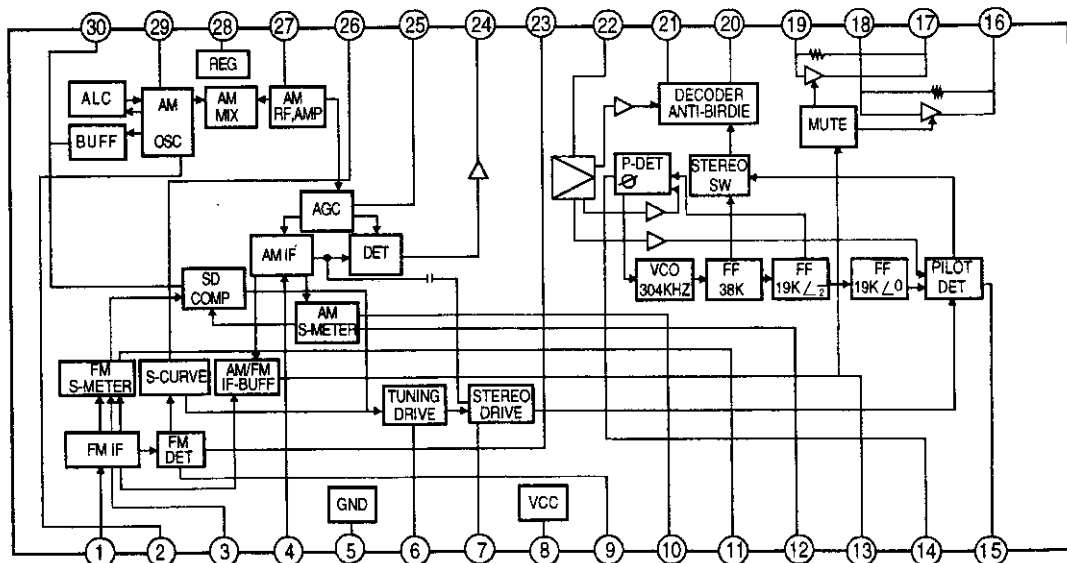 30 29 28 27 26 25 24 23 22 21 20 19 18 17 16
REG
ALC
AM
OSC
AM
MIX
AM
RF,AMP
BUFF
DECODER
ANTI-BIRDIE
MUTE
P-DET
Ø
STEREO
SW
AGC
AM IF
DET
SD
COMP
VCO
304KHZ
FF
38K
FF
19K∠π/2
FF
19K∠0
PILOT
DET
AM
S-METER
FM
S-METER
S-CURVE
AM/FM
IF-BUFF
TUNING
DRIVE
STEREO
DRIVE
FM IF
FM
DET
GND
VCC
1 2 3 4 5 6 7 8 9 10 11 12 13 14 15